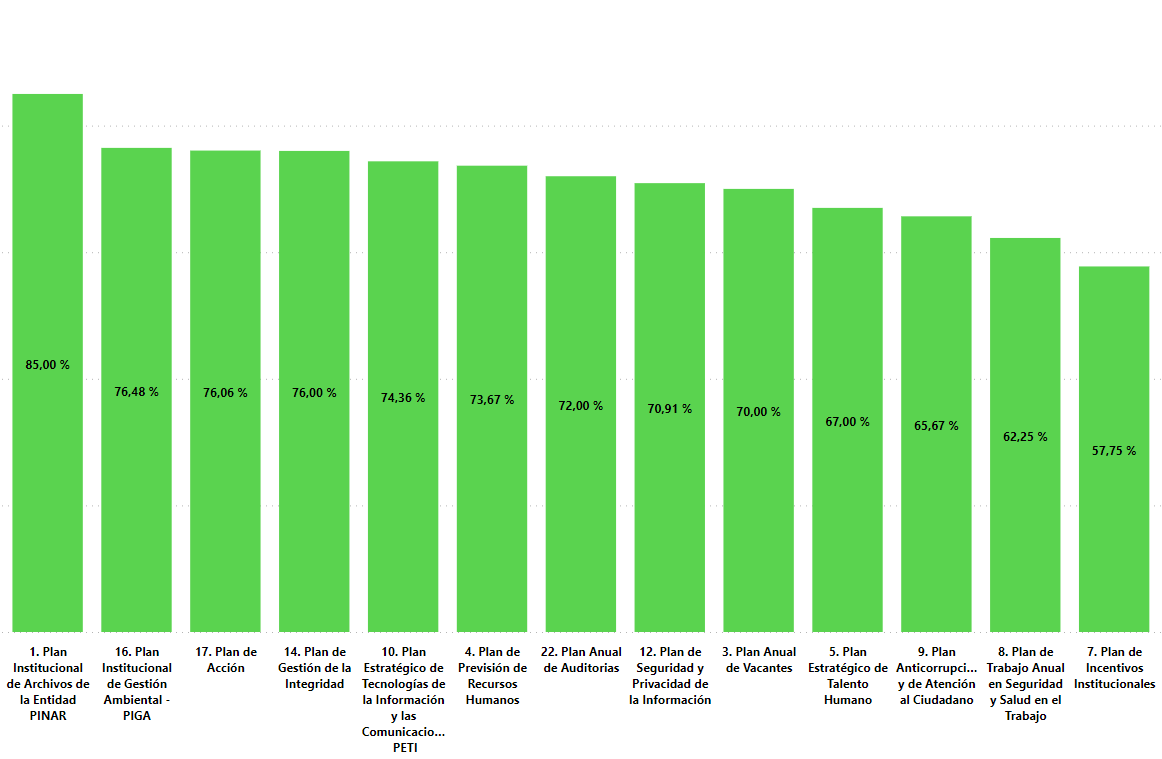 85,00 %
76,48 %
76,06 %
76,00 %
74,36 %
73,67 %
72,00 %
70,91 %
70,00 %
67,00 %
65,67 %
62,25 %
57,75 %
1. Plan
Institucional
de Archivos de
la Entidad
PINAR
16. Plan
Institucional
de Gestión
Ambiental -
PIGA
17. Plan de
Acción
14. Plan de
Gestión de la
Integridad
10. Plan
Estratégico de
Tecnologías de
la Información
y las
Comunicacio...
PETI
4. Plan de
Previsión de
Recursos
Humanos
22. Plan Anual
de Auditorias
12. Plan de
Seguridad y
Privacidad de
la Información
3. Plan Anual
de Vacantes
5. Plan
Estratégico de
Talento
Humano
9. Plan
Anticorrupci...
y de Atención
al Ciudadano
8. Plan de
Trabajo Anual
en Seguridad
y Salud en el
Trabajo
7. Plan de
Incentivos
Institucionales